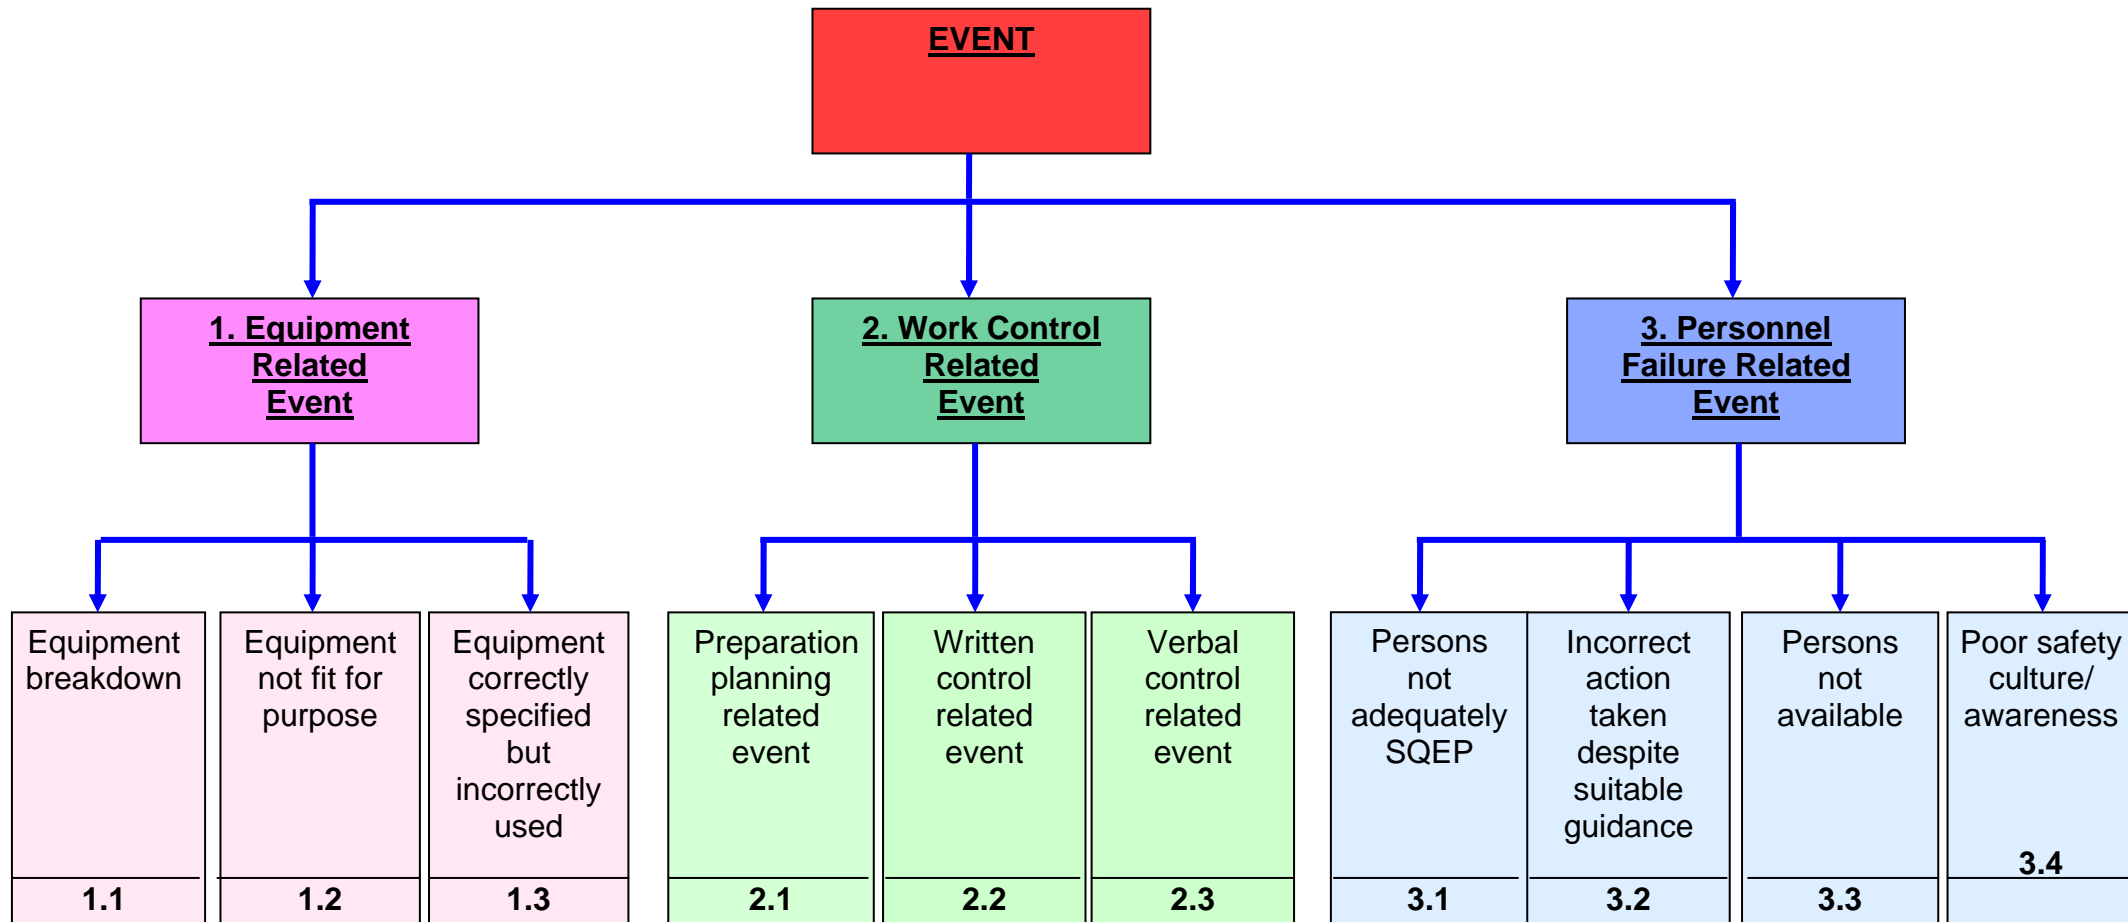 EVENT
1. Equipment
Related
Event
2. Work Control
Related
Event
3. Personnel
Failure Related
Event
Equipment
breakdown
1.1
Equipment
not fit for
purpose
1.2
Equipment
correctly
specified
but
incorrectly
used
1.3
Preparation
planning
related
event
2.1
Written
control
related
event
2.2
Verbal
control
related
event
2.3
Persons
not
adequately
SQEP
3.1
Incorrect
action
taken
despite
suitable
guidance
3.2
Persons
not
available
3.3
Poor safety
culture/
awareness
3.4